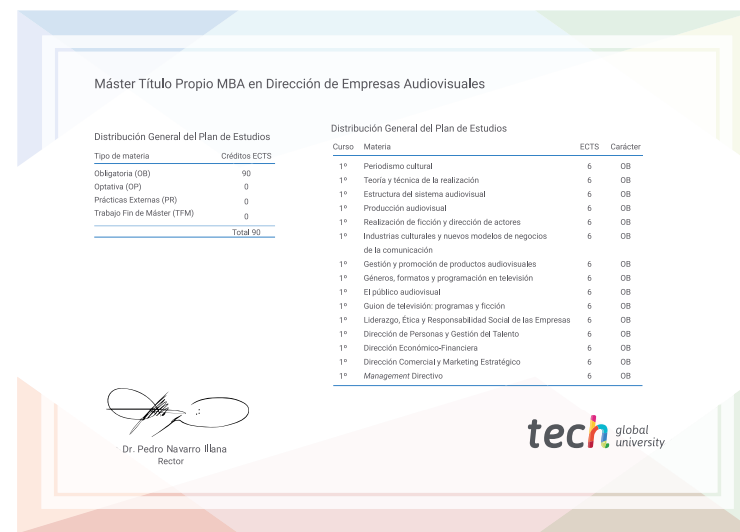 Máster Título Propio MBA en Dirección de Empresas Audiovisuales
Distribución General del Plan de Estudios
Tipo de materia Créditos ECTS
Obligatoria (OB) 90
Optativa (OP) 0
Prácticas Externas (PR) 0
Trabajo Fin de Máster (TFM) 0
Total 90
Distribución General del Plan de Estudios
Curso Materia ECTS Carácter
1º Periodismo cultural 6 OB
1º Teoría y técnica de la realización 6 OB
1º Estructura del sistema audiovisual 6 OB
1º Producción audiovisual 6 OB
1º Realización de ficción y dirección de actores 6 OB
1º Industrias culturales y nuevos modelos de negocios 6 OB
de la comunicación
1º Gestión y promoción de productos audiovisuales 6 OB
1º Géneros, formatos y programación en televisión 6 OB
1º El público audiovisual 6 OB
1º Guion de televisión: programas y ficción 6 OB
1º Liderazgo, Ética y Responsabilidad Social de las Empresas 6 OB
1º Dirección de Personas y Gestión del Talento 6 OB
1º Dirección Económico-Financiera 6 OB
1º Dirección Comercial y Marketing Estratégico 6 OB
1º Management Directivo 6 OB
Dr. Pedro Navarro Illana
Rector
tech global
university